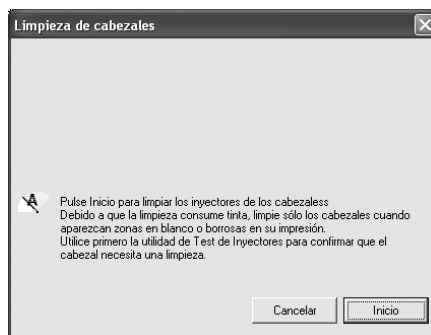 Limpieza de cabezales
Pulse Inicio para limpiar los inyectores de los cabezaless
Debido a que la limpieza consume tinta, limpie sólo los cabezales cuando
aparezcan zonas en blanco o borrosas en su impresión.
Utilice primero la utilidad de Test de Inyectores para confirmar que el
cabezal necesita una limpieza.
Cancelar
Inicio